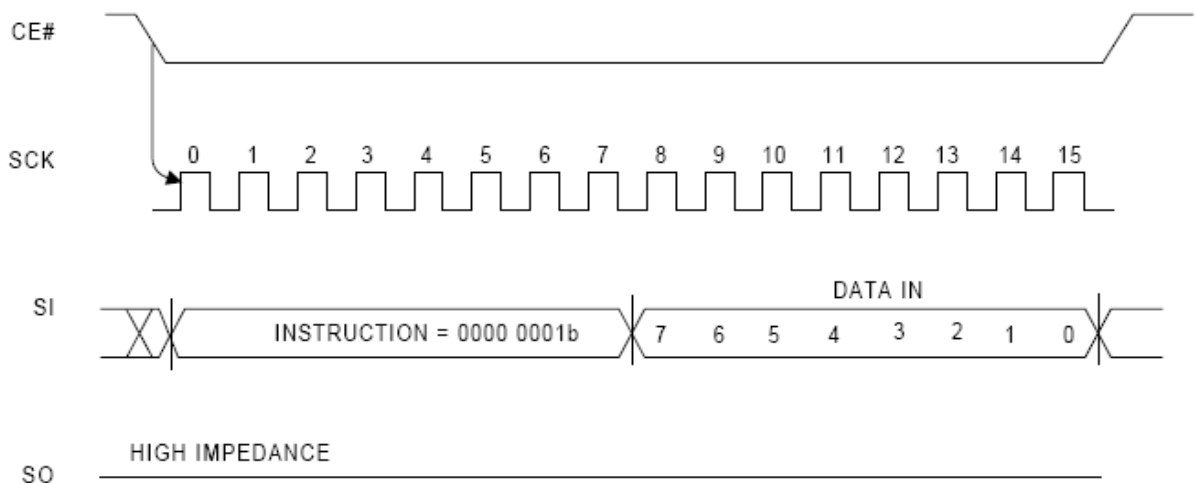 CE#
SCK 0 1 2 3 4 5 6 7 8 9 10 11 12 13 14 15
DATA IN
SI INSTRUCTION = 0000 0001b 7 6 5 4 3 2 1 0
HIGH IMPEDANCE
SO